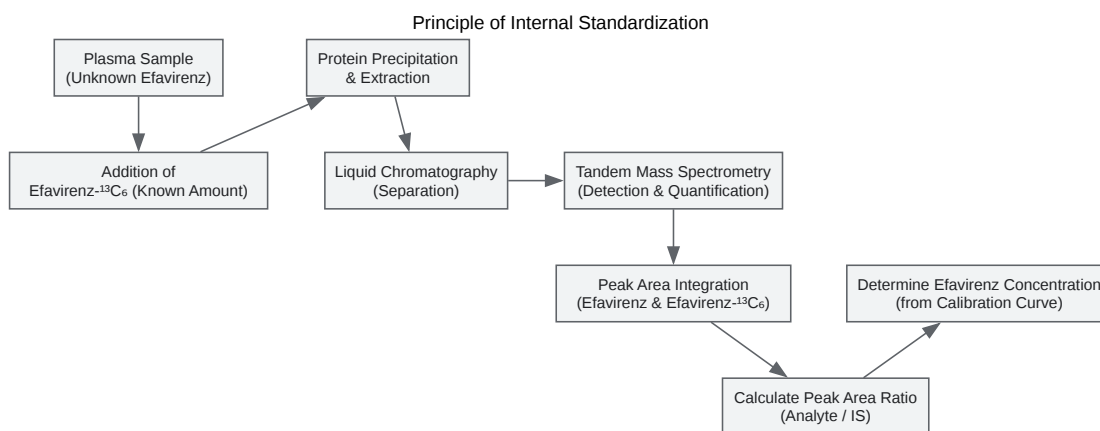 Principle of Internal Standardization
Plasma Sample
(Unknown Efavirenz)
Addition of
Efavirenz-¹³C₆ (Known Amount)
Protein Precipitation
& Extraction
Liquid Chromatography
(Separation)
Tandem Mass Spectrometry
(Detection & Quantification)
Peak Area Integration
(Efavirenz & Efavirenz-¹³C₆)
Calculate Peak Area Ratio
(Analyte / IS)
Determine Efavirenz Concentration
(from Calibration Curve)